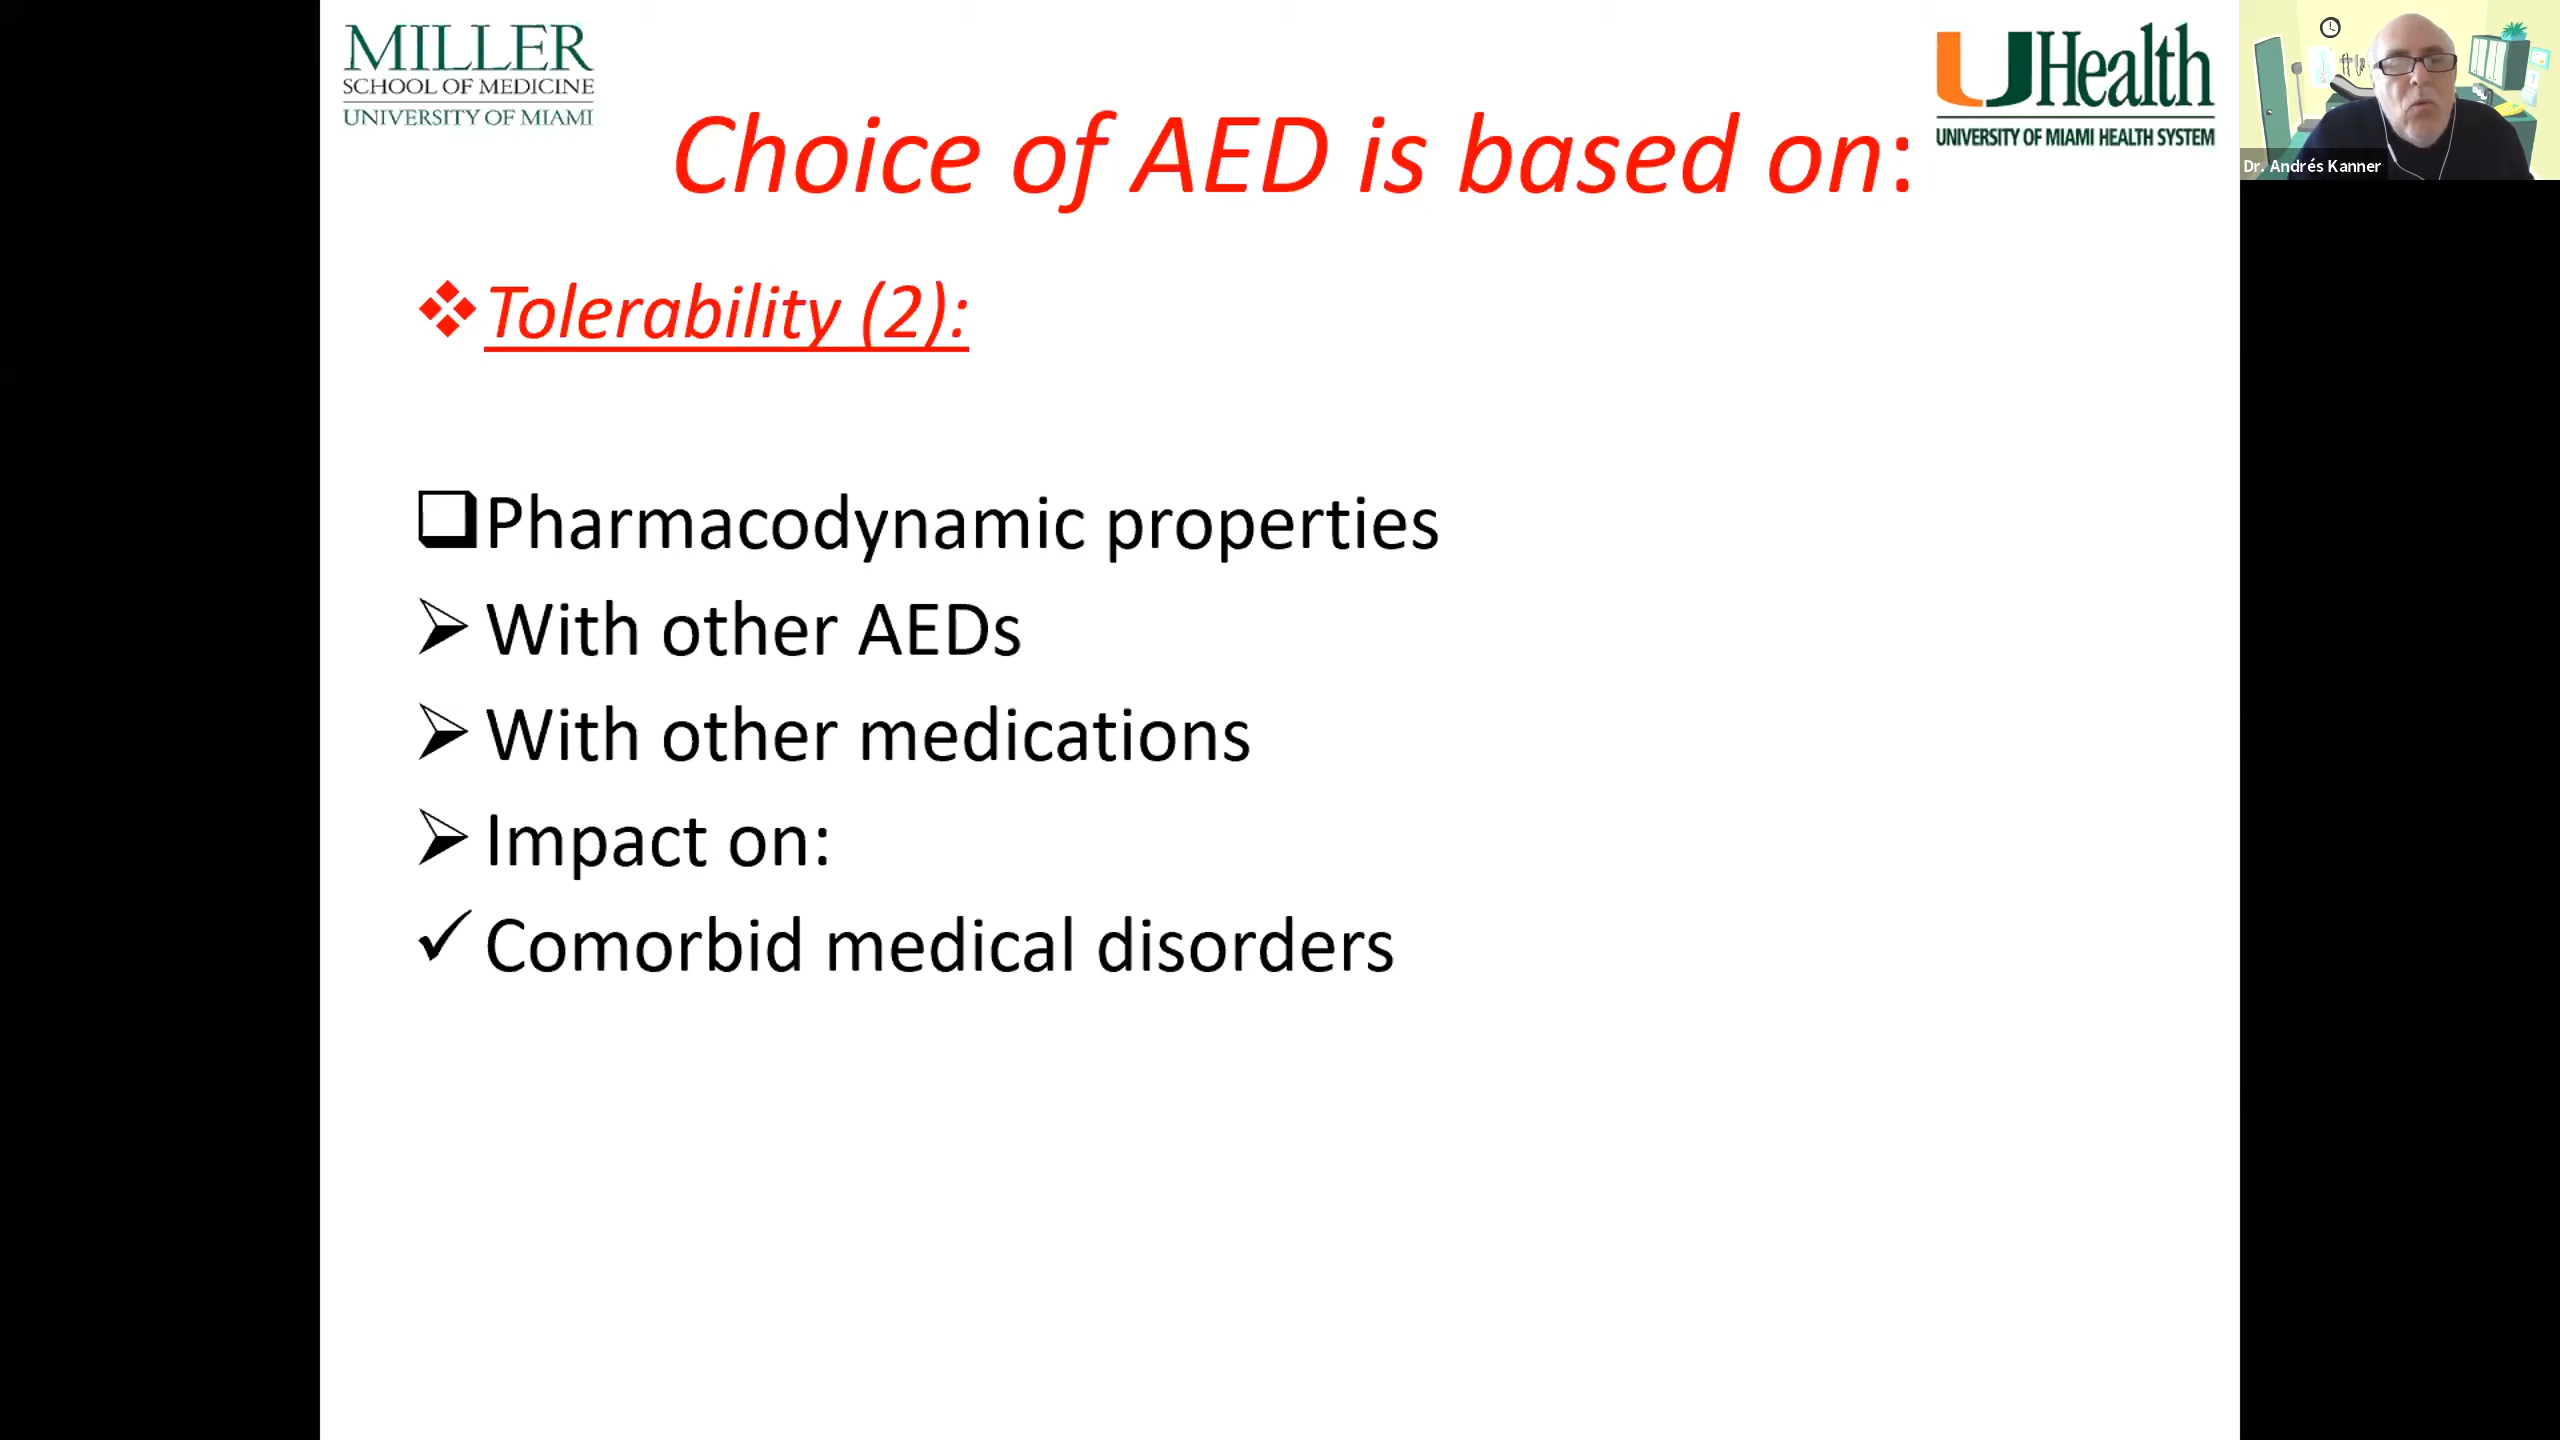 MILLER
SCHOOL OF MEDICINE
UNIVERSITY OF MIAMI
UHealth
UNIVERSITY OF MIAMI HEALTH SYSTEM
Dr. Andrés Kanner
Choice of AED is based on:
Tolerability (2):
Pharmacodynamic properties
With other AEDs
With other medications
Impact on:
Comorbid medical disorders